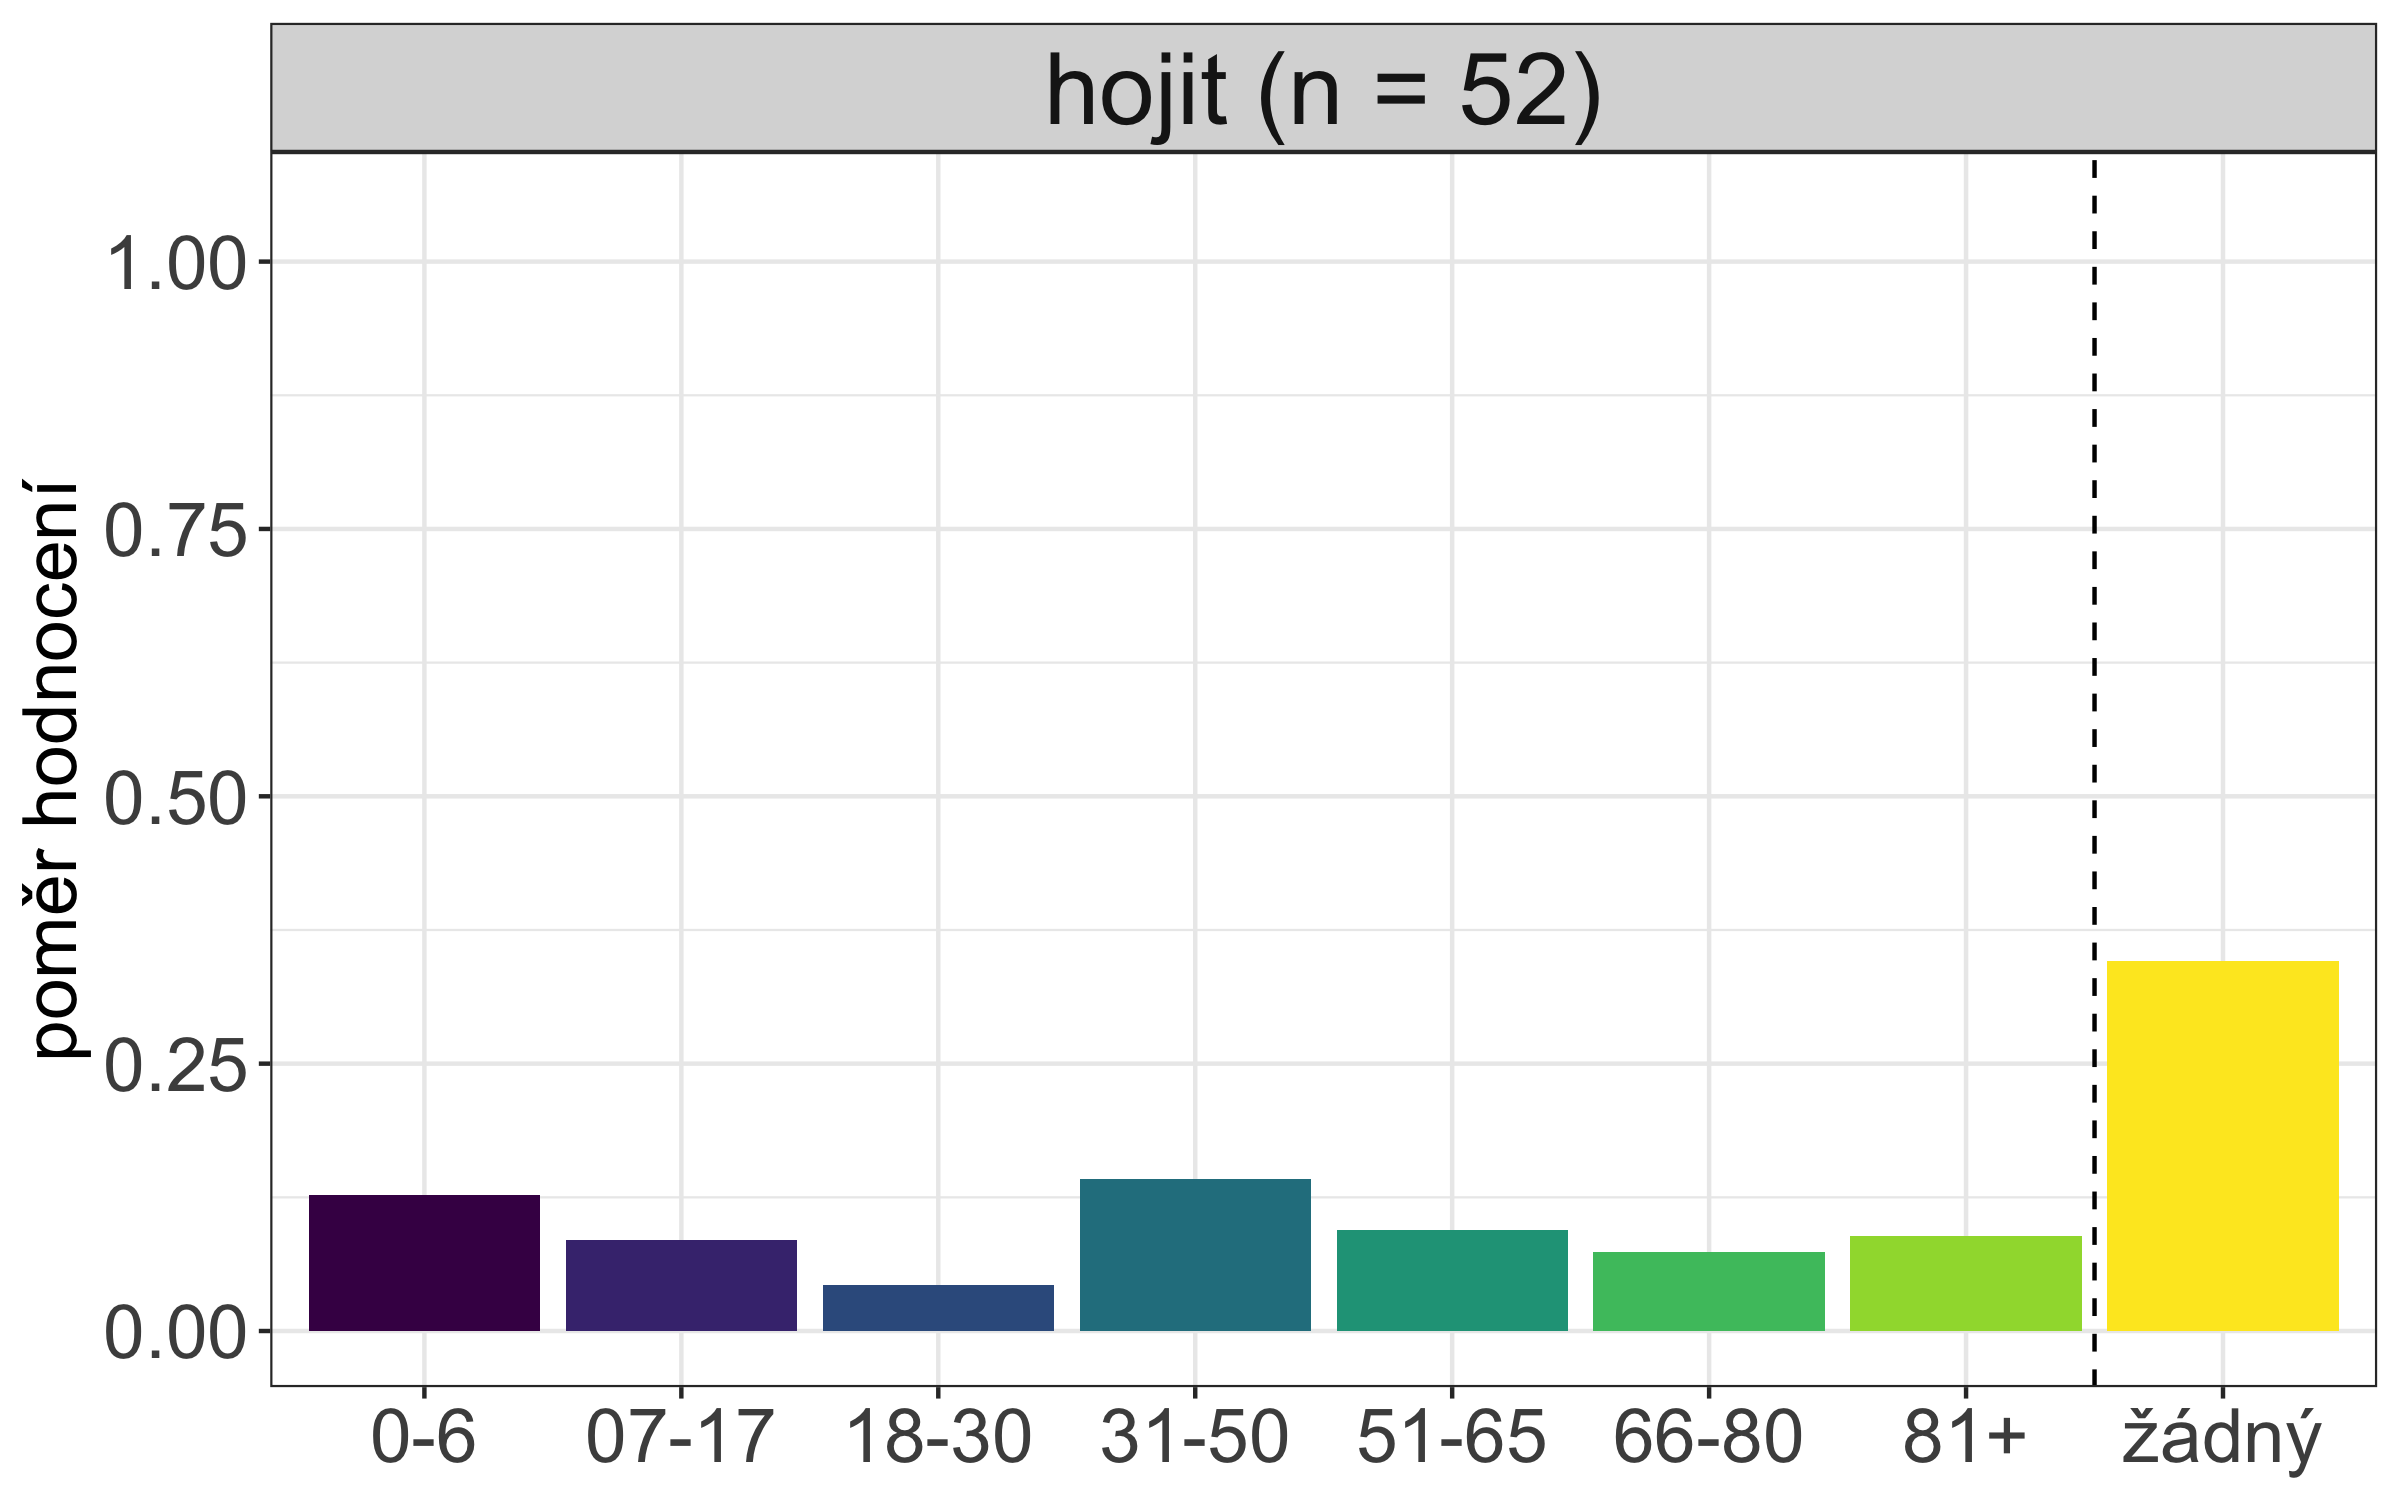 hojit (n = 52)
poměr hodnocení
1.00
0.75
0.50
0.25
0.00
0-6 07-17 18-30 31-50 51-65 66-80 81+ žádný